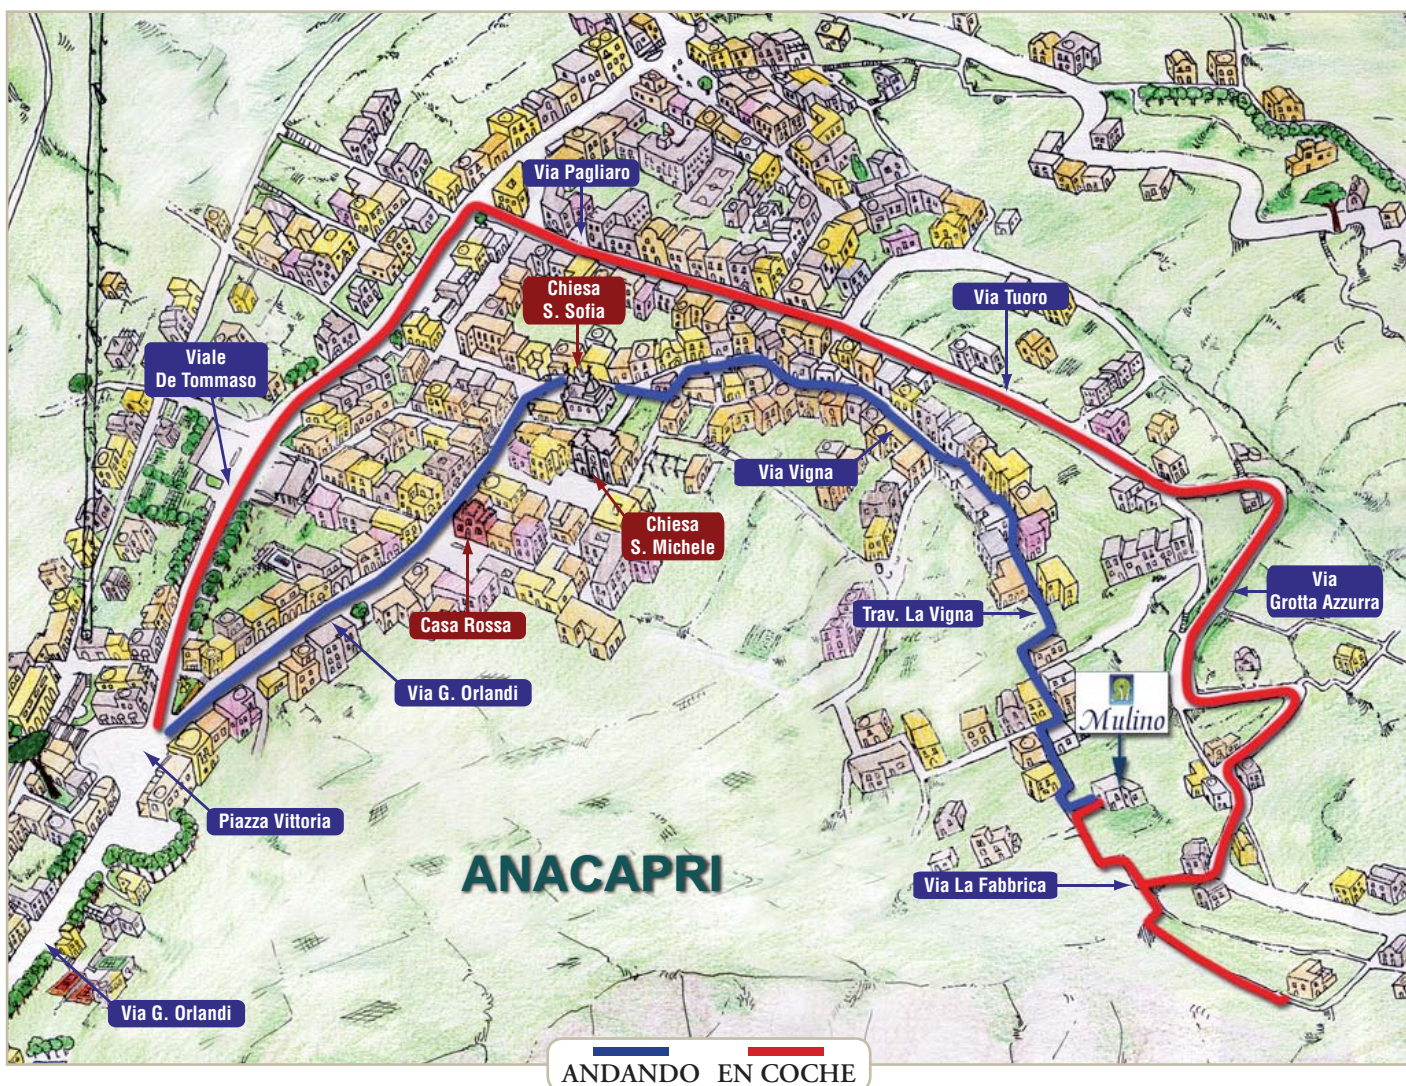 Via Pagliaro
Chiesa
S. Sofia
Via Tuoro
Viale
De Tommaso
Via Vigna
Chiesa
S. Michele
Via
Grotta Azzurra
Casa Rossa
Trav. La Vigna
Via G. Orlandi
Mulino
Piazza Vittoria
ANACAPRI
Via La Fabbrica
Via G. Orlandi
ANDANDO EN COCHE